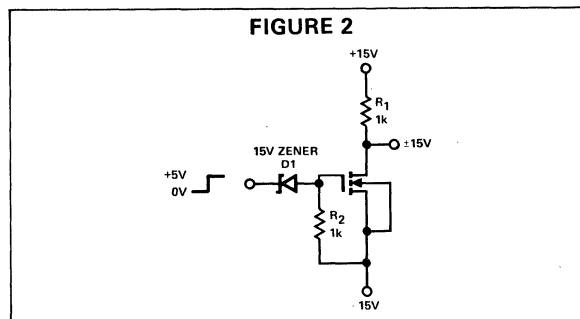 FIGURE 2
+15V
R1
1k
±15V
15V ZENER
D1
+5V
0V
R2
1k
15V